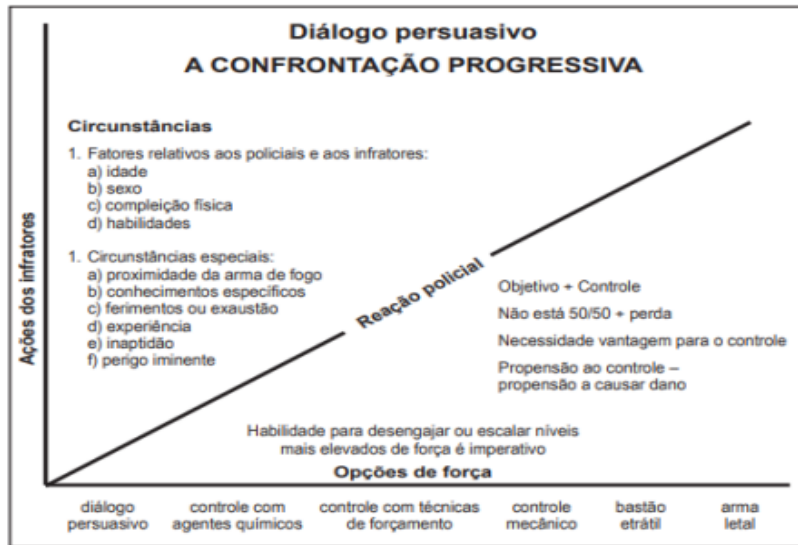 Diálogo persuasivo
A CONFRONTAÇÃO PROGRESSIVA
Circunstâncias
1. Fatores relativos aos policiais e aos infratores:
a) idade
b) sexo
c) compleição física
d) habilidades
1. Circunstâncias especiais:
a) proximidade da arma de fogo
b) conhecimentos específicos
c) ferimentos ou exaustão
d) experiência
e) inaptidão
f) perigo iminente
Ações dos infratores
Reação policial
Objetivo + Controle
Não está 50/50 + perda
Necessidade vantagem para o controle
Propensão ao controle –
propensão a causar dano
Habilidade para desengajar ou escalar níveis
mais elevados de força é imperativo
Opções de força
diálogo
persuasivo
controle com
agentes químicos
controle com técnicas
de forçamento
controle
mecânico
bastão
etrátil
arma
letal